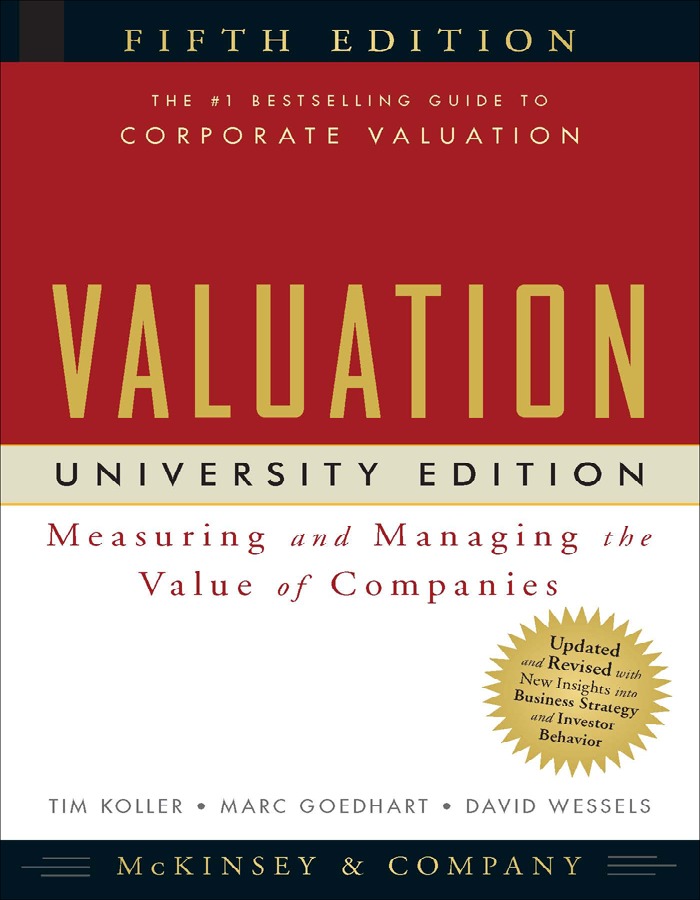 FIFTH EDITION
THE #1 BESTSELLING GUIDE TO
CORPORATE VALUATION
VALUATION
UNIVERSITY EDITION
Measuring and Managing the
Value of Companies
Updated
and Revised with
New Insights into
Business Strategy
and Investor
Behavior
TIM KOLLER • MARC GOEDHART • DAVID WESSELS
McKINSEY & COMPANY